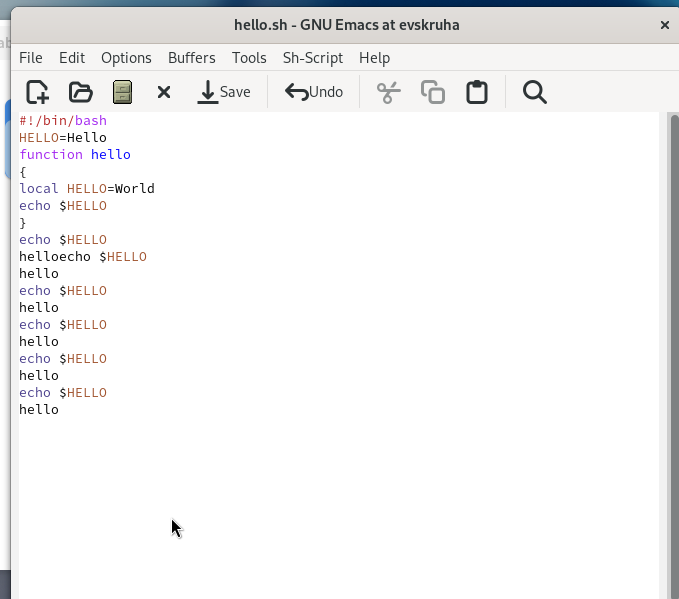 hello.sh - GNU Emacs at evskruha
File Edit Options Buffers Tools Sh-Script Help
Save Undo
#!/bin/bash
HELLO=Hello
function hello
{
local HELLO=World
echo $HELLO
}
echo $HELLO
helloecho $HELLO
hello
echo $HELLO
hello
echo $HELLO
hello
echo $HELLO
hello
echo $HELLO
hello